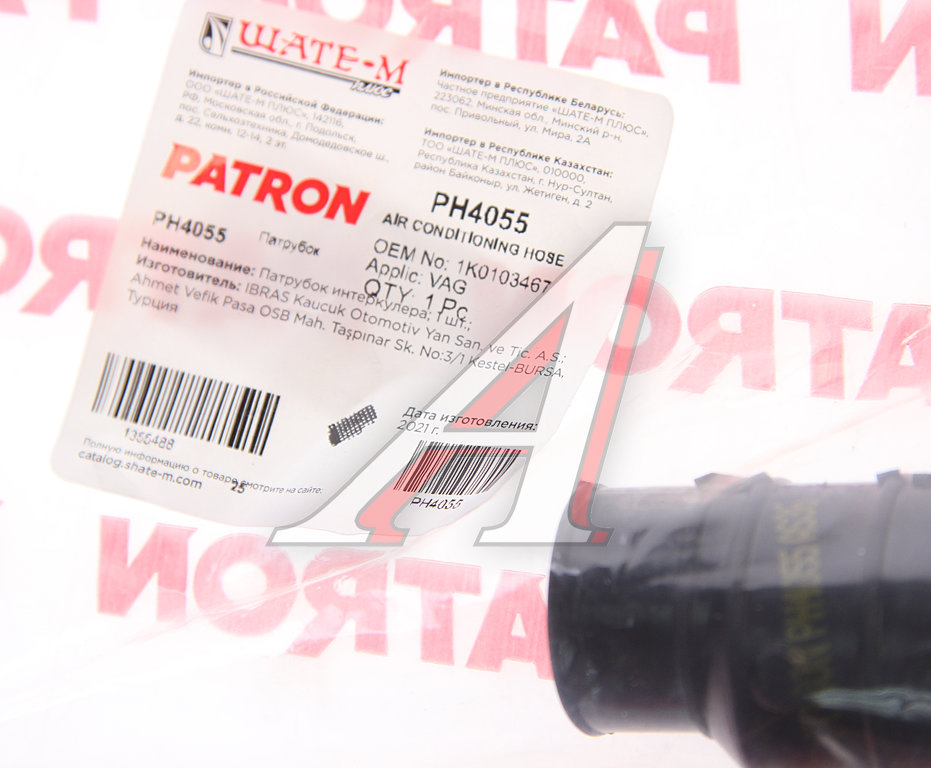 ШАТЕ-М
плюс
Импортер в Российской Федерации:
ООО «ШАТЕ-М ПЛЮС», 142116,
РФ, Московская обл., г. Подольск,
пос. Сельхозтехника, Домодедовское ш.,
д. 22, комн. 12-14, 2 эт.
Импортер в Республике Беларусь:
Частное предприятие «ШАТЕ-М ПЛЮС»,
223062, Минская обл., Минский р-н,
пос. Привольный, ул. Мира, 2А
Импортер в Республике Казахстан:
ТОО «ШАТЕ-М ПЛЮС», 010000,
Республика Казахстан, г. Нур-Султан,
район Байконыр, ул. Жетиген, д. 2
PATRON
PH4055
AIR CONDITIONING HOSE
PH4055 Патрубок
OEM No: 1K0103467
Applic: VAG
QTY: 1 Pc
Наименование: Патрубок интеркулера; 1 шт.;
Изготовитель: IBRAS Kaucuk Otomotiv Yan San. ve Tic. A.S.;
Ahmet Vefik Pasa OSB Mah. Taşpınar Sk. No:3/1 Kestel-BURSA,
Турция
1355488
Полную информацию о товаре смотрите на сайте:
catalog.shate-m.com
25
Дата изготовления:
2021 г.
PH4055
PATRON
PATRON
PATRON